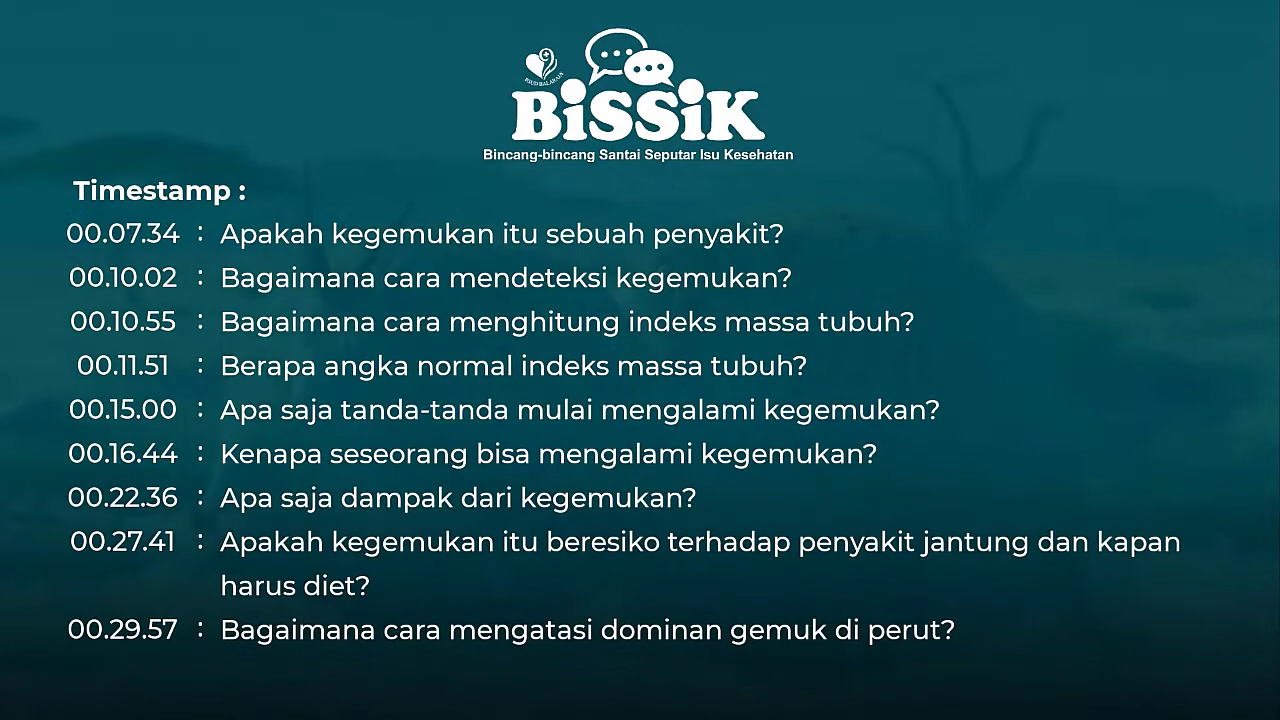 RSUD BALARAJA
BiSSiK
Bincang-bincang Santai Seputar Isu Kesehatan
Timestamp :
00.07.34 : Apakah kegemukan itu sebuah penyakit?
00.10.02 : Bagaimana cara mendeteksi kegemukan?
00.10.55 : Bagaimana cara menghitung indeks massa tubuh?
00.11.51 : Berapa angka normal indeks massa tubuh?
00.15.00 : Apa saja tanda-tanda mulai mengalami kegemukan?
00.16.44 : Kenapa seseorang bisa mengalami kegemukan?
00.22.36 : Apa saja dampak dari kegemukan?
00.27.41 : Apakah kegemukan itu beresiko terhadap penyakit jantung dan kapan
harus diet?
00.29.57 : Bagaimana cara mengatasi dominan gemuk di perut?